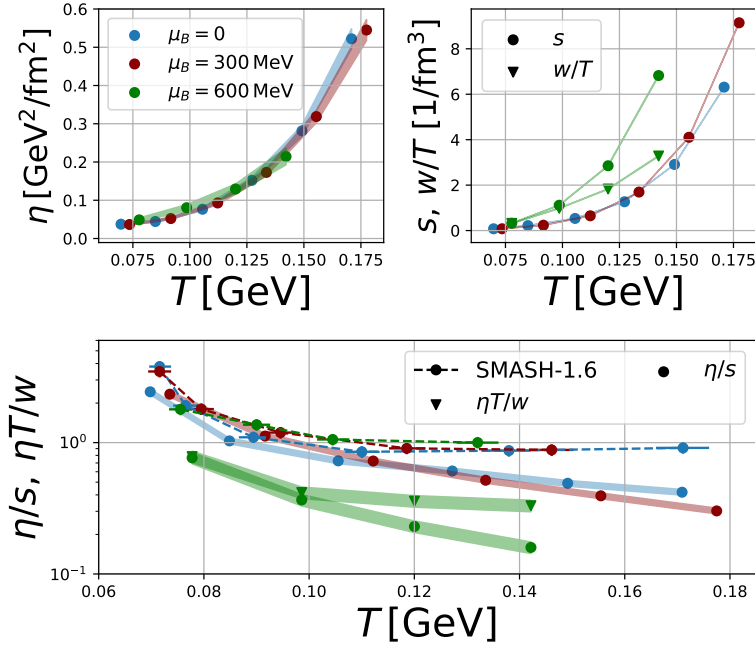 0.6
0.5
0.4
0.3
0.2
0.1
0.0
η [GeV²/fm²]
μ_B = 0
μ_B = 300 MeV
μ_B = 600 MeV
0.075 0.100 0.125 0.150 0.175
T [GeV]
8
6
4
2
0
s, w/T [1/fm³]
s
w/T
0.075 0.100 0.125 0.150 0.175
T [GeV]
10⁰
10⁻¹
η/s, ηT/w
SMASH-1.6
ηT/w
η/s
0.06 0.08 0.10 0.12 0.14 0.16 0.18
T [GeV]